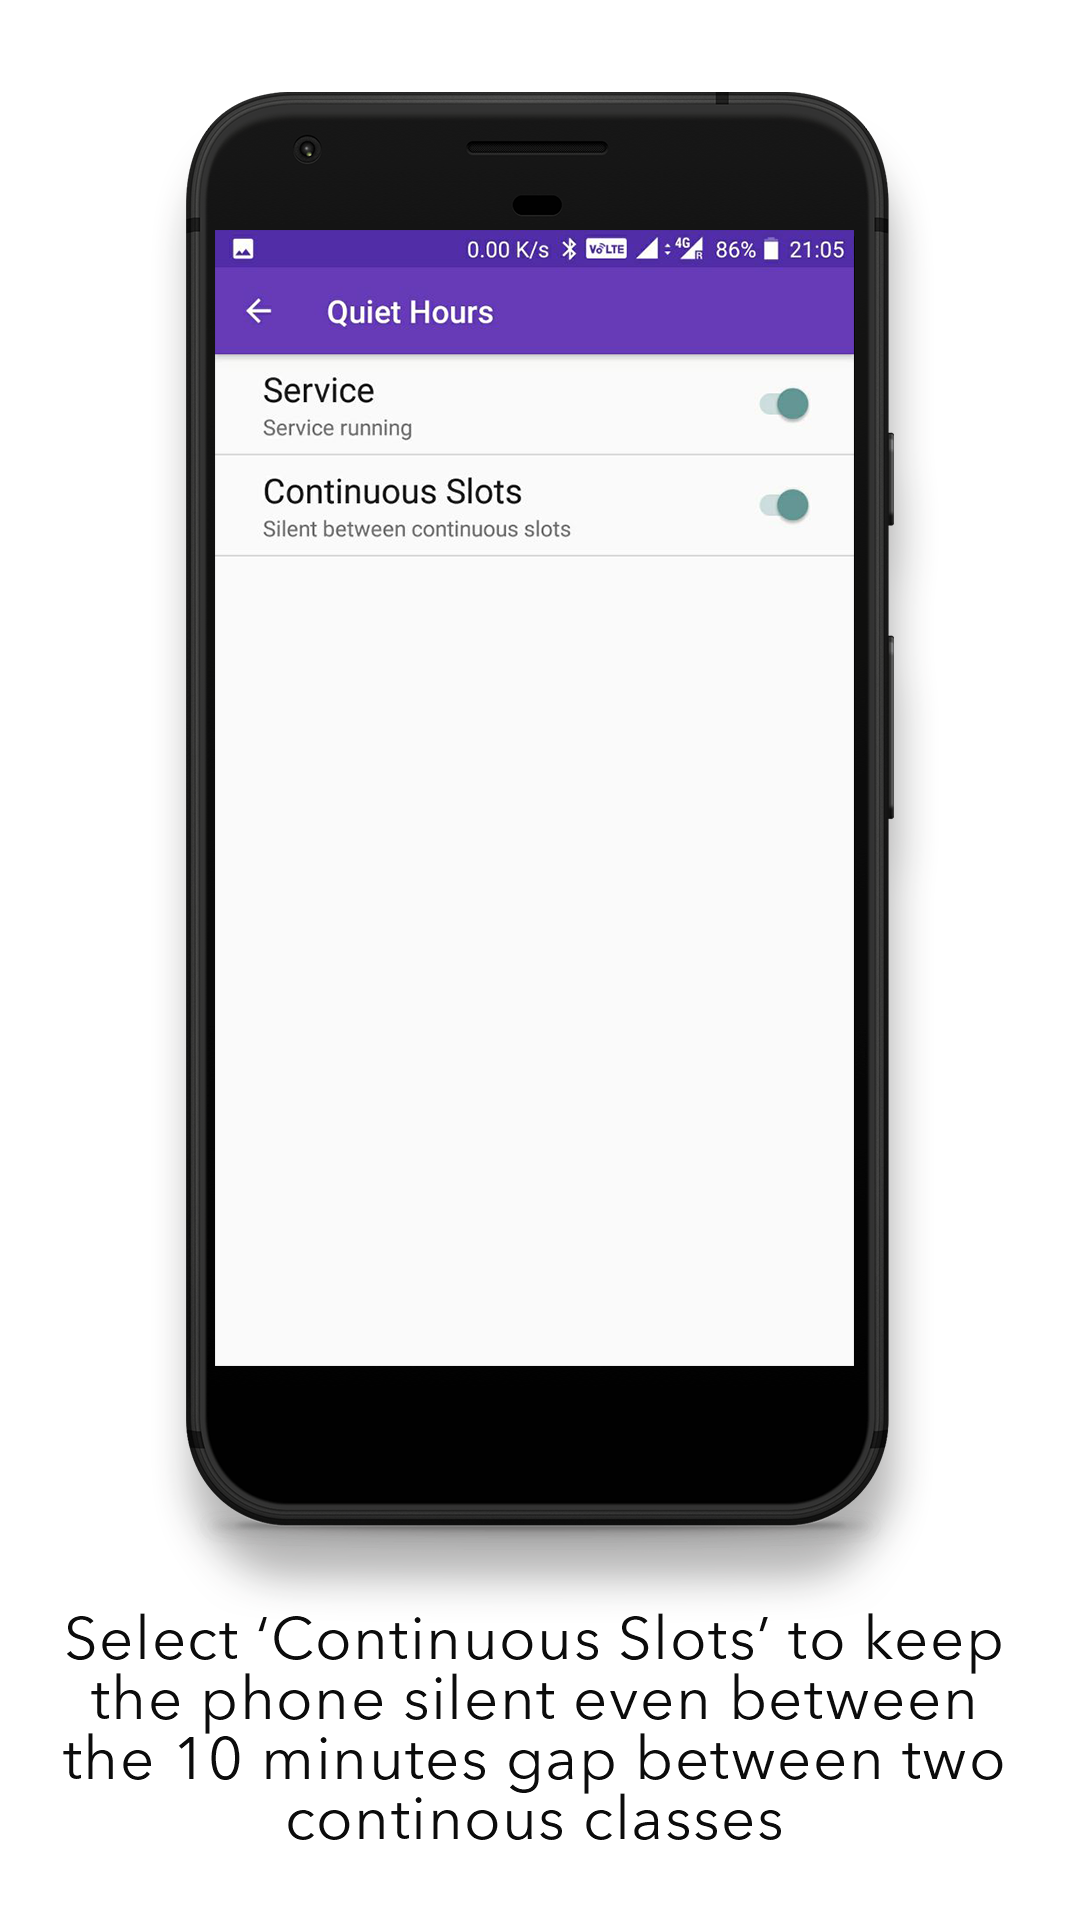 0.00 K/s VoLTE 4G R 86% 21:05
Quiet Hours
Service
Service running
Continuous Slots
Silent between continuous slots
Select ‘Continuous Slots’ to keep
the phone silent even between
the 10 minutes gap between two
continous classes